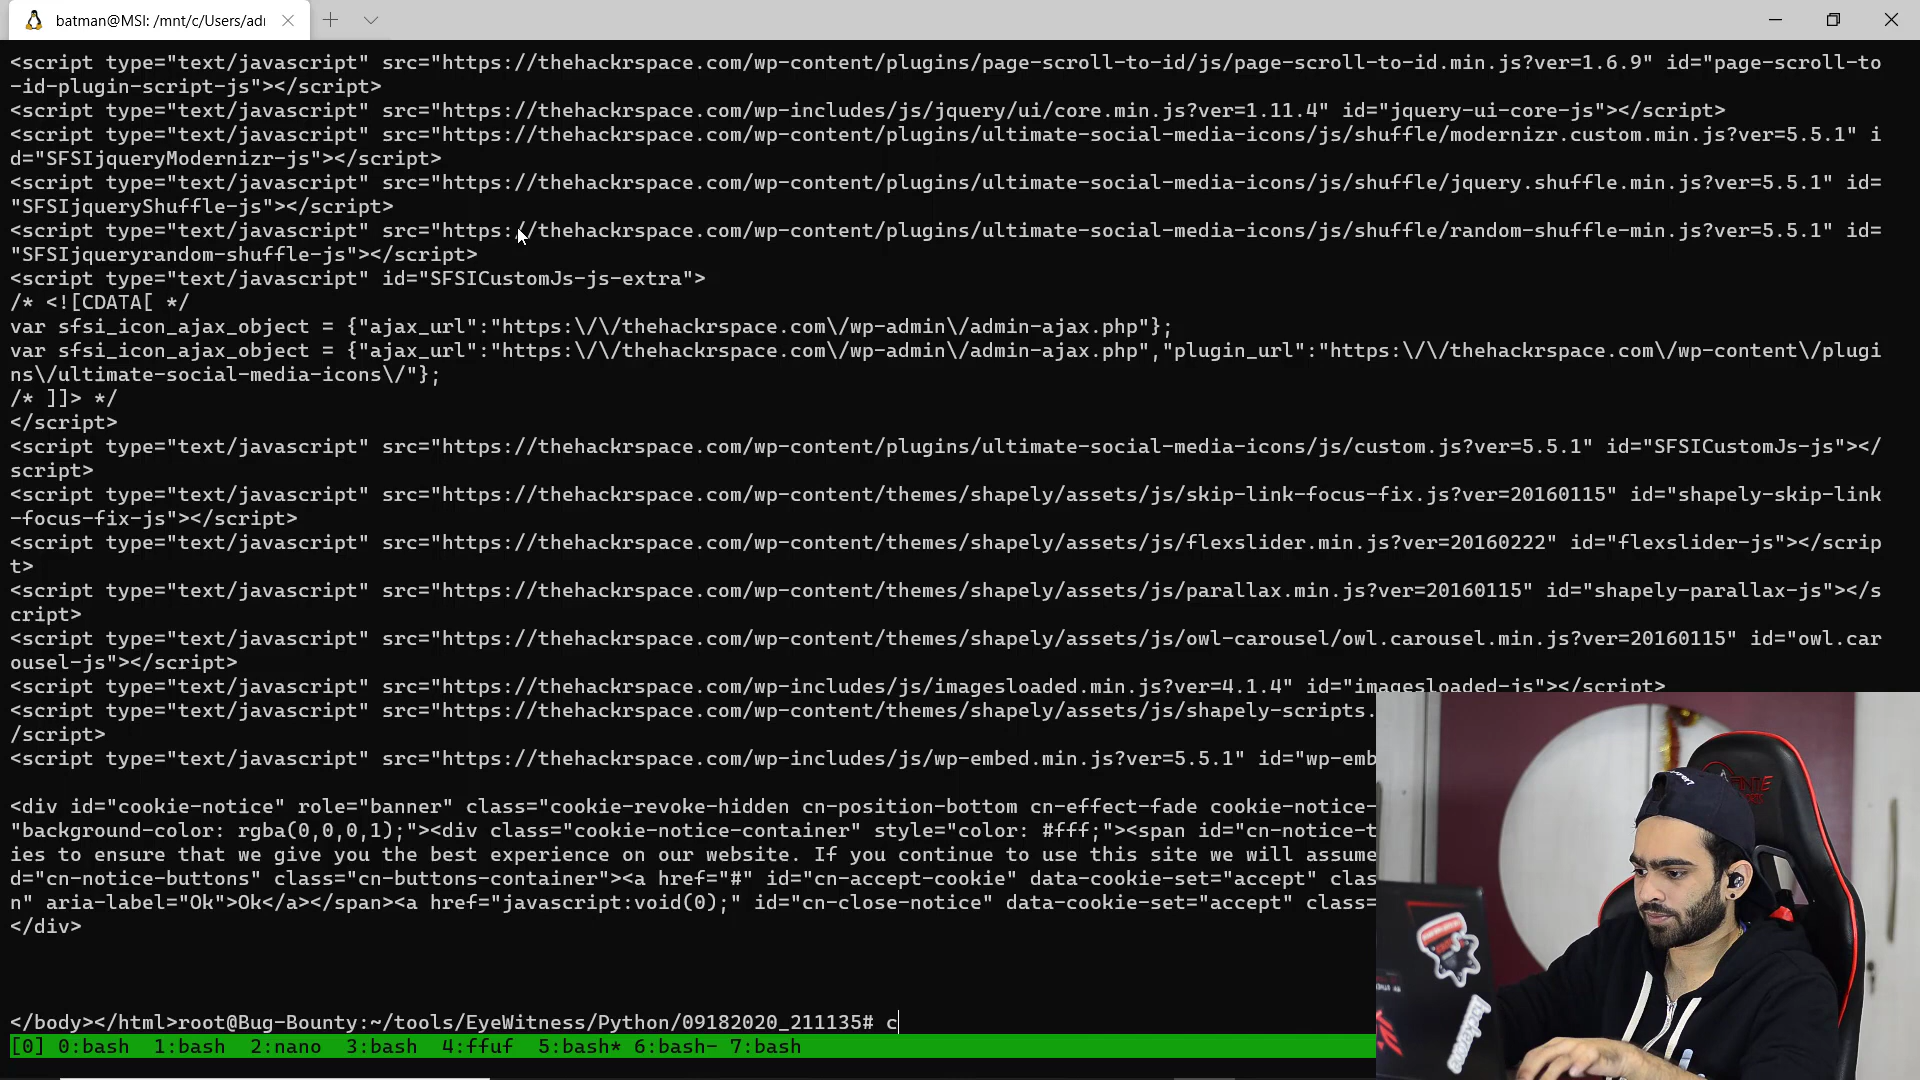 batman@MSI: /mnt/c/Users/adm
<script type="text/javascript" src="https://thehackrspace.com/wp-content/plugins/page-scroll-to-id/js/page-scroll-to-id.min.js?ver=1.6.9" id="page-scroll-to
-id-plugin-script-js"></script>
<script type="text/javascript" src="https://thehackrspace.com/wp-includes/js/jquery/ui/core.min.js?ver=1.11.4" id="jquery-ui-core-js"></script>
<script type="text/javascript" src="https://thehackrspace.com/wp-content/plugins/ultimate-social-media-icons/js/shuffle/modernizr.custom.min.js?ver=5.5.1" i
d="SFSIjqueryModernizr-js"></script>
<script type="text/javascript" src="https://thehackrspace.com/wp-content/plugins/ultimate-social-media-icons/js/shuffle/jquery.shuffle.min.js?ver=5.5.1" id=
"SFSIjqueryShuffle-js"></script>
<script type="text/javascript" src="https://thehackrspace.com/wp-content/plugins/ultimate-social-media-icons/js/shuffle/random-shuffle-min.js?ver=5.5.1" id=
"SFSIjqueryrandom-shuffle-js"></script>
<script type="text/javascript" id="SFSICustomJs-js-extra">
/* <![CDATA[ */
var sfsi_icon_ajax_object = {"ajax_url":"https:\/\/thehackrspace.com\/wp-admin\/admin-ajax.php"};
var sfsi_icon_ajax_object = {"ajax_url":"https:\/\/thehackrspace.com\/wp-admin\/admin-ajax.php","plugin_url":"https:\/\/thehackrspace.com\/wp-content\/plugi
ns\/ultimate-social-media-icons\/"};
/* ]]> */
</script>
<script type="text/javascript" src="https://thehackrspace.com/wp-content/plugins/ultimate-social-media-icons/js/custom.js?ver=5.5.1" id="SFSICustomJs-js"></
script>
<script type="text/javascript" src="https://thehackrspace.com/wp-content/themes/shapely/assets/js/skip-link-focus-fix.js?ver=20160115" id="shapely-skip-link
-focus-fix-js"></script>
<script type="text/javascript" src="https://thehackrspace.com/wp-content/themes/shapely/assets/js/flexslider.min.js?ver=20160222" id="flexslider-js"></scrip
t>
<script type="text/javascript" src="https://thehackrspace.com/wp-content/themes/shapely/assets/js/parallax.min.js?ver=20160115" id="shapely-parallax-js"></s
cript>
<script type="text/javascript" src="https://thehackrspace.com/wp-content/themes/shapely/assets/js/owl-carousel/owl.carousel.min.js?ver=20160115" id="owl.car
ousel-js"></script>
<script type="text/javascript" src="https://thehackrspace.com/wp-includes/js/imagesloaded.min.js?ver=4.1.4" id="imagesloaded-js"></script>
<script type="text/javascript" src="https://thehackrspace.com/wp-content/themes/shapely/assets/js/shapely-scripts.
/script>
<script type="text/javascript" src="https://thehackrspace.com/wp-includes/js/wp-embed.min.js?ver=5.5.1" id="wp-emb
<div id="cookie-notice" role="banner" class="cookie-revoke-hidden cn-position-bottom cn-effect-fade cookie-notice-
"background-color: rgba(0,0,0,1);"><div class="cookie-notice-container" style="color: #fff;"><span id="cn-notice-t
ies to ensure that we give you the best experience on our website. If you continue to use this site we will assume
d="cn-notice-buttons" class="cn-buttons-container"><a href="#" id="cn-accept-cookie" data-cookie-set="accept" clas
n" aria-label="Ok">Ok</a></span><a href="javascript:void(0);" id="cn-close-notice" data-cookie-set="accept" class=
</div>
</body></html>root@Bug-Bounty:~/tools/EyeWitness/Python/09182020_211135# c
[0] 0:bash  1:bash  2:nano  3:bash  4:ffuf  5:bash* 6:bash- 7:bash